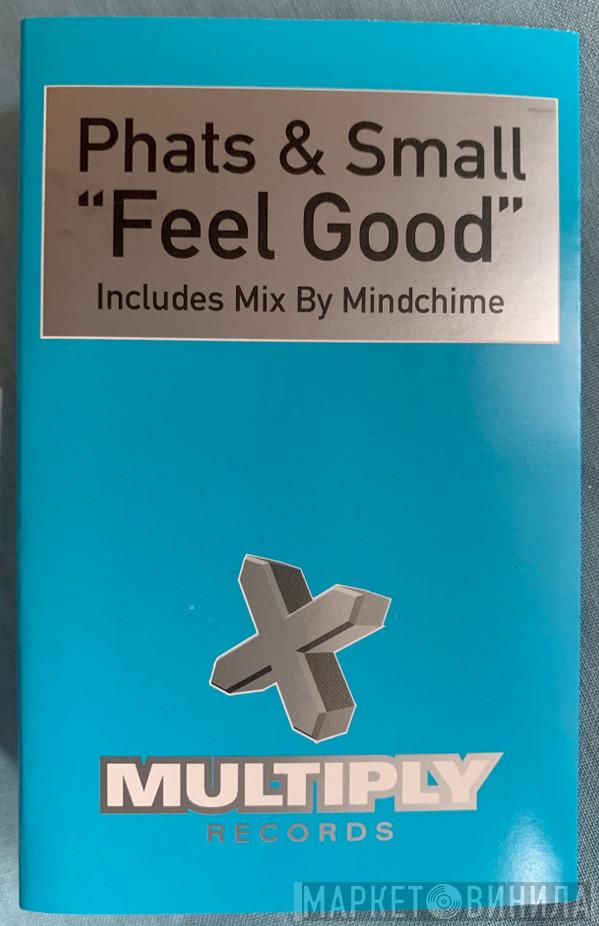 Phats & Small
“Feel Good”
Includes Mix By Mindchime
MULTIPLY
RECORDS
МАРКЕТ ВИНИЛА